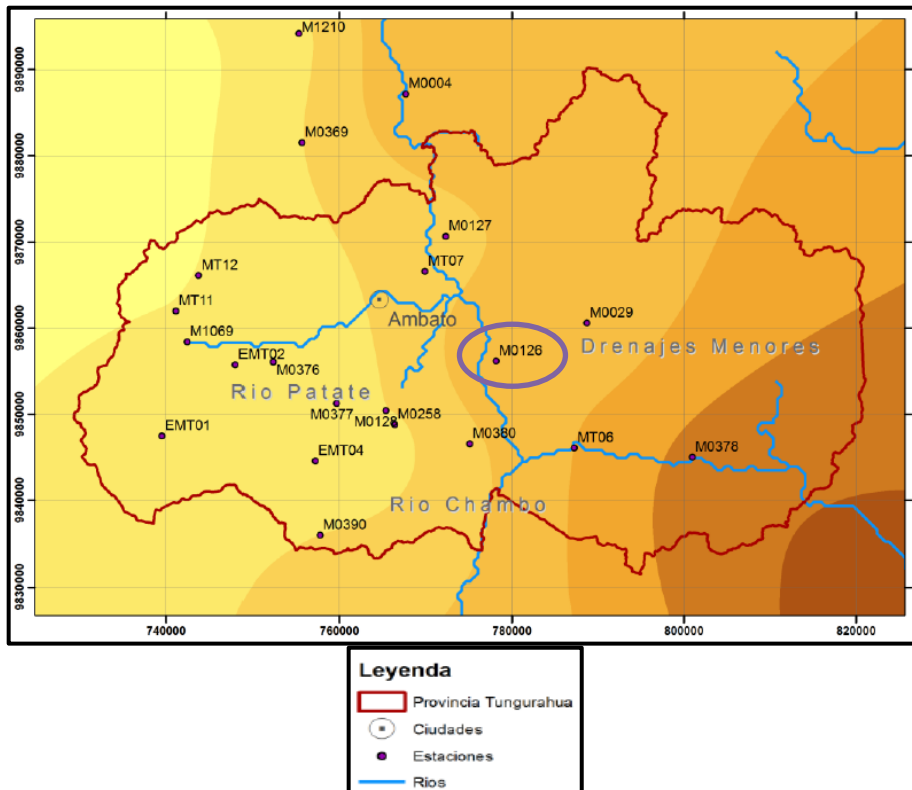 M1210
9890000
M0004
M0369
9880000
M0127
9870000
MT12
MT07
MT11
M0029
9860000
Ambato
M1069
M0126
Drenajes Menores
EMT02
M0376
Rio Patate
9850000
M0377
M0258
M0128
EMT01
M0380
MT06
M0378
EMT04
9840000
Rio Chambo
M0390
9830000
740000 760000 780000 800000 820000
Leyenda
Provincia Tungurahua
Ciudades
Estaciones
Rios